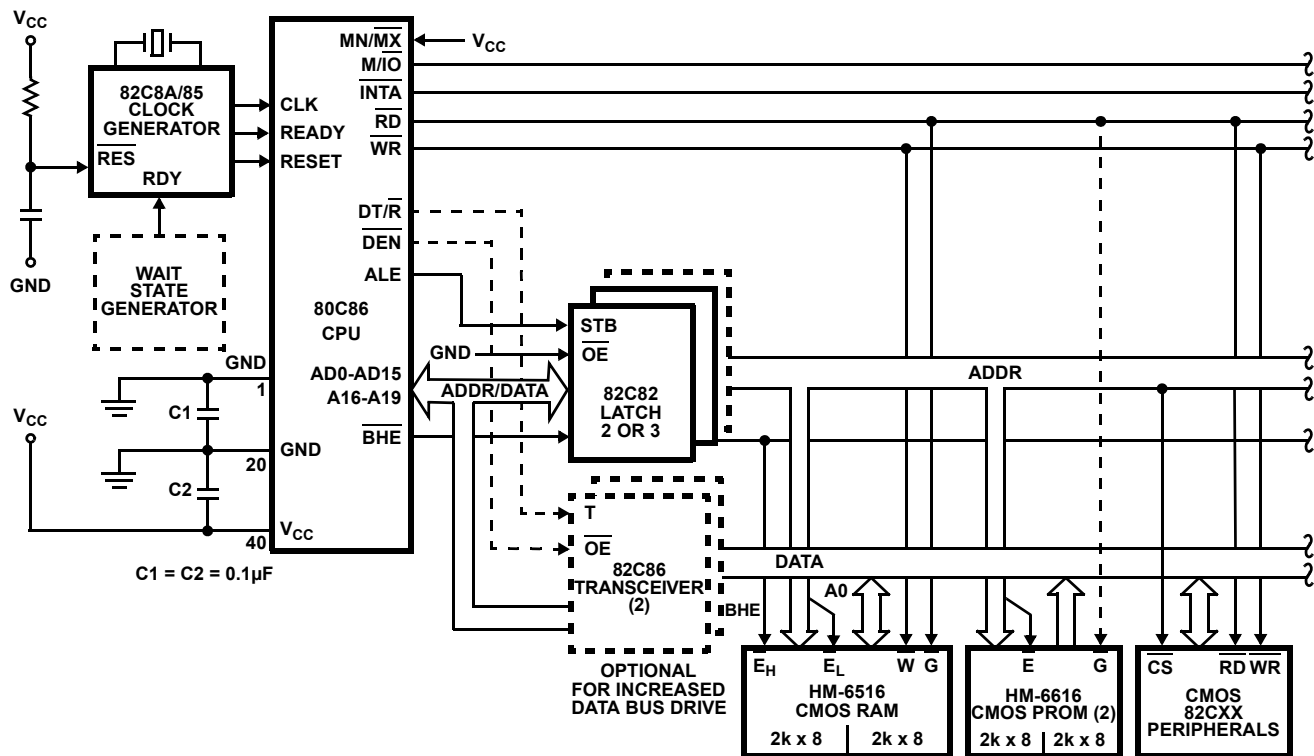 VCC
82C8A/85
CLOCK
GENERATOR
RES
RDY
GND
WAIT
STATE
GENERATOR
CLK
READY
RESET
MN/MX
VCC
M/IO
INTA
RD
WR
DT/R
DEN
ALE
80C86
CPU
AD0-AD15
A16-A19
BHE
GND
1
C1
VCC
GND
20
C2
VCC
40
C1 = C2 = 0.1µF
GND
ADDR/DATA
STB
OE
82C82
LATCH
2 OR 3
T
OE
82C86
TRANSCEIVER
(2)
OPTIONAL
FOR INCREASED
DATA BUS DRIVE
ADDR
DATA
A0
BHE
EH
EL
W
G
HM-6516
CMOS RAM
2k x 8
2k x 8
E
G
HM-6616
CMOS PROM (2)
2k x 8
2k x 8
CS
RD WR
CMOS
82CXX
PERIPHERALS